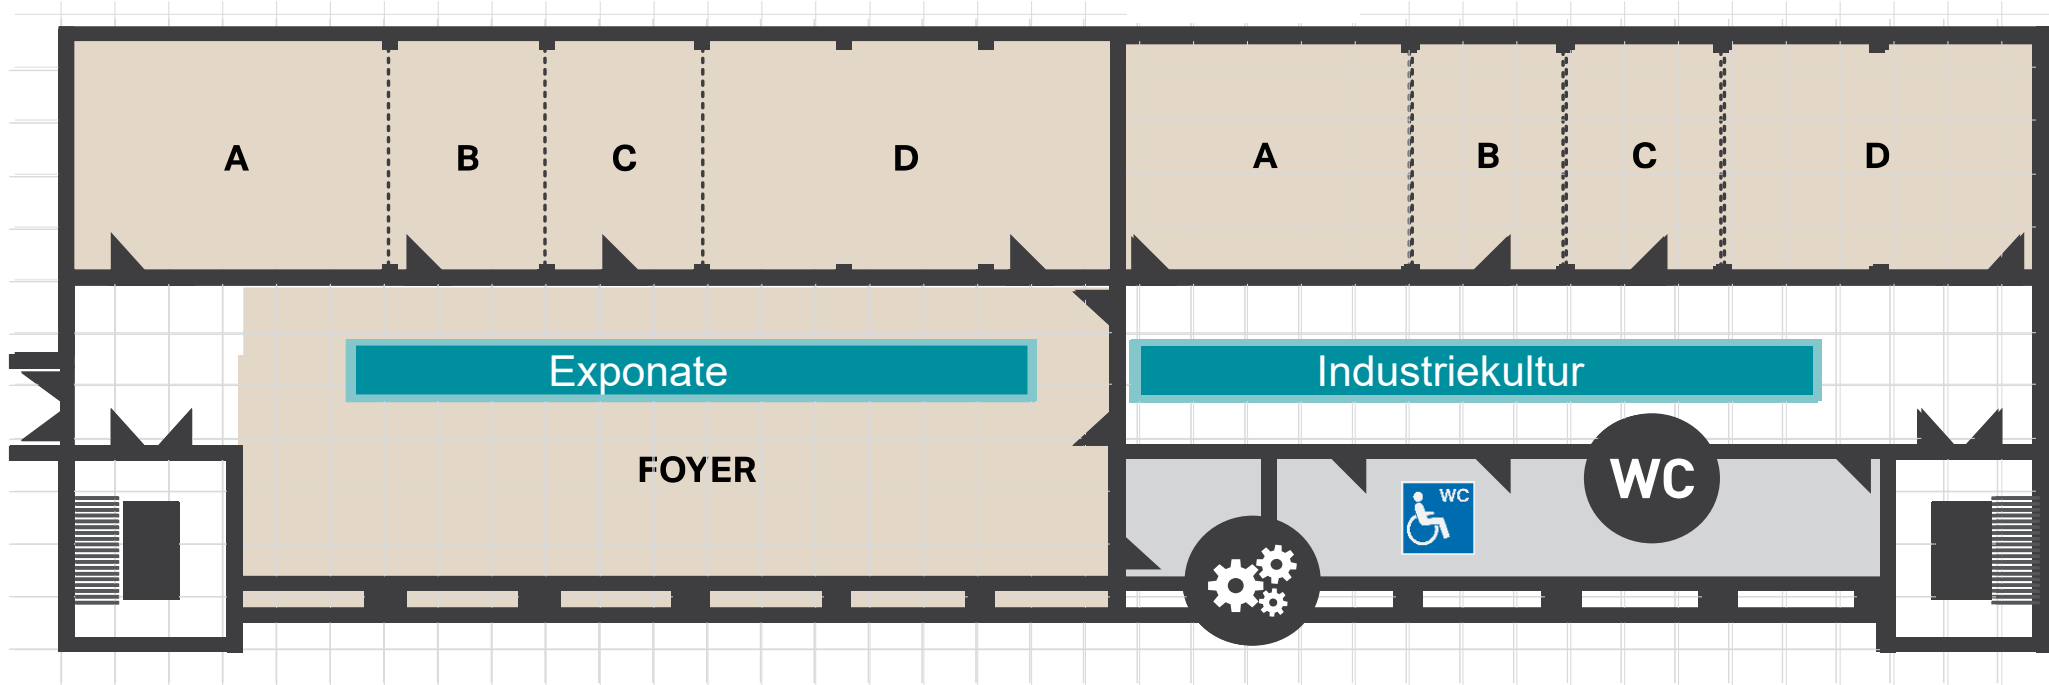 A B C D A B C D
Exponate Industriekultur
FOYER
WC
WC